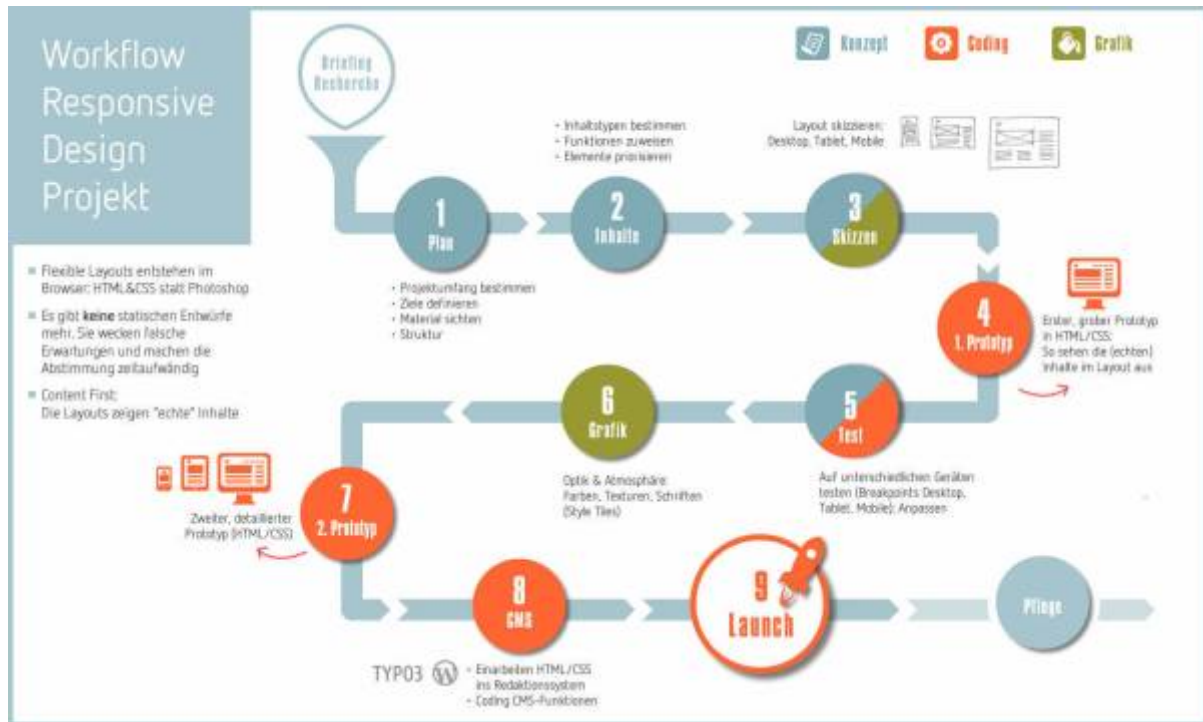 Workflow
Responsive
Design
Projekt
Flexible Layouts entstehen im
Browser: HTML&CSS statt Photoshop
Es gibt keine statischen Entwürfe
mehr. Sie wecken falsche
Erwartungen und machen die
Abstimmung zeitaufwändig
Content First:
Die Layouts zeigen "echte" Inhalte
Briefing
Recherche
Konzept
Coding
Grafik
1
Plan
• Projektumfang bestimmen
• Ziele definieren
• Material sichten
• Struktur
• Inhaltstypen bestimmen
• Funktionen zuweisen
• Elemente priorisieren
2
Inhalte
Layout skizzieren:
Desktop, Tablet, Mobile
3
Skizzen
4
1. Prototyp
Erster, grober Prototyp
in HTML/CSS:
So sehen die (echten)
Inhalte im Layout aus
5
Test
Auf unterschiedlichen Geräten
testen (Breakpoints Desktop,
Tablet, Mobile): Anpassen
6
Grafik
Optik & Atmosphäre:
Farben, Texturen, Schriften
(Style Tiles)
7
2. Prototyp
Zweiter, detaillierter
Prototyp (HTML/CSS)
8
CMS
TYPO3
• Einarbeiten HTML/CSS
ins Redaktionssystem
• Coding CMS-Funktionen
9
Launch
Pflege